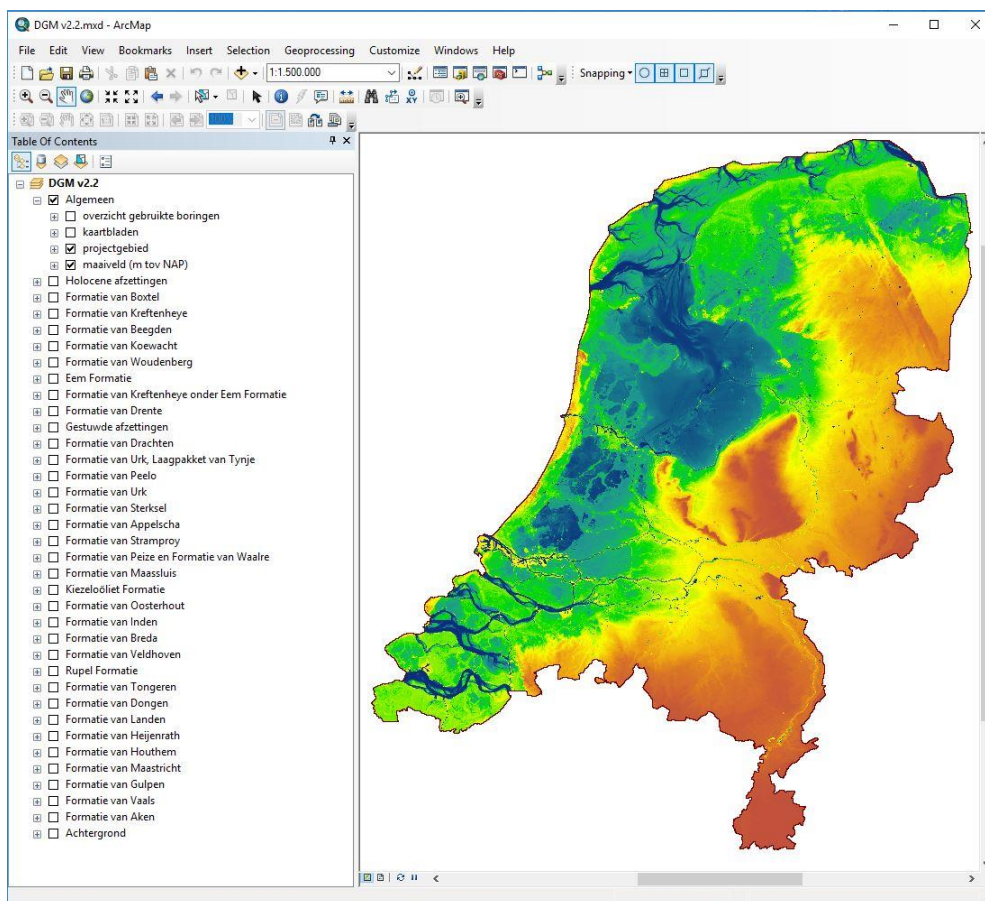 DGM v2.2.mxd - ArcMap
File Edit View Bookmarks Insert Selection Geoprocessing Customize Windows Help
1:1.500.000
Snapping
Table Of Contents
DGM v2.2
Algemeen
overzicht gebruikte boringen
kaartbladen
projectgebied
maaiveld (m tov NAP)
Holocene afzettingen
Formatie van Boxtel
Formatie van Kreftenheye
Formatie van Beegden
Formatie van Koewacht
Formatie van Woudenberg
Eem Formatie
Formatie van Kreftenheye onder Eem Formatie
Formatie van Drente
Gestuwde afzettingen
Formatie van Drachten
Formatie van Urk, Laagpakket van Tynje
Formatie van Peelo
Formatie van Urk
Formatie van Sterksel
Formatie van Appelscha
Formatie van Stramproy
Formatie van Peize en Formatie van Waalre
Formatie van Maassluis
Kiezeloöliet Formatie
Formatie van Oosterhout
Formatie van Inden
Formatie van Breda
Formatie van Veldhoven
Rupel Formatie
Formatie van Tongeren
Formatie van Dongen
Formatie van Landen
Formatie van Heijenrath
Formatie van Houthem
Formatie van Maastricht
Formatie van Gulpen
Formatie van Vaals
Formatie van Aken
Achtergrond